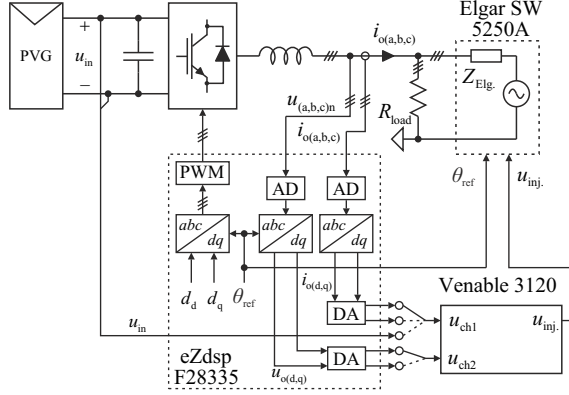 Elgar SW
5250A
PVG
+
u_in
−
i_o(a,b,c)
Z_Elg.
u_(a,b,c)n
i_o(a,b,c)
R_load
PWM
AD
AD
θ_ref
u_inj.
abc
dq
abc
dq
abc
dq
i_o(d,q)
d_d
d_q
θ_ref
Venable 3120
DA
u_in
u_ch1
u_inj.
eZdsp
F28335
u_o(d,q)
DA
u_ch2